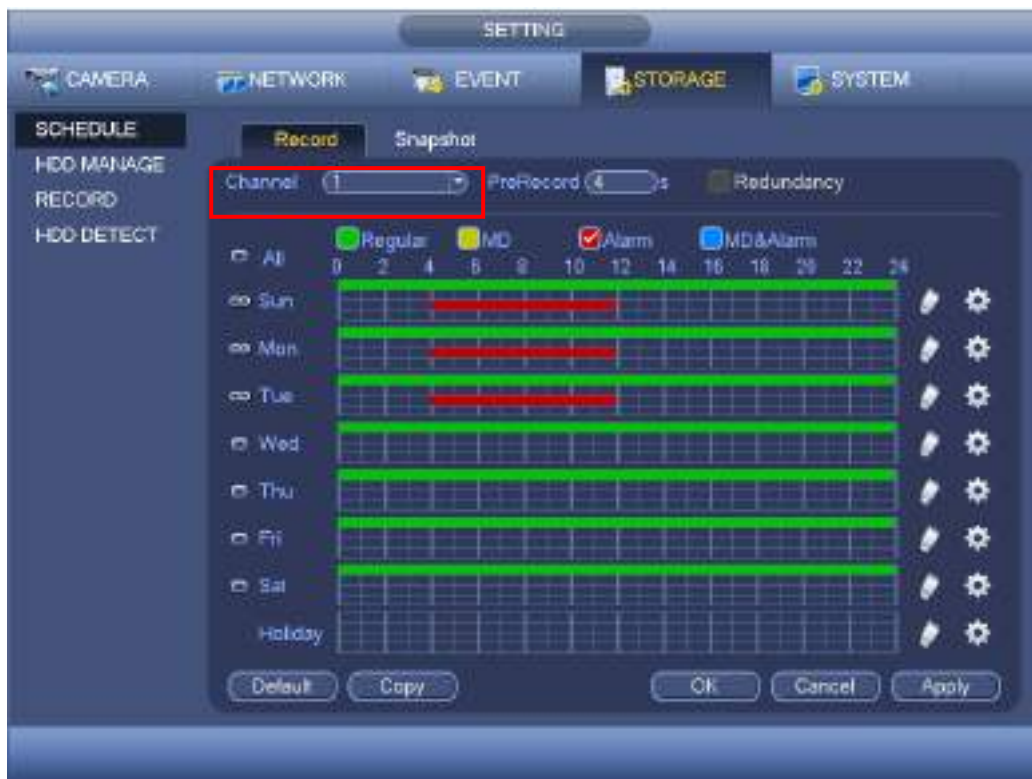 SETTING
CAMERA NETWORK EVENT STORAGE SYSTEM
SCHEDULE
HDD MANAGE
RECORD
HDD DETECT
Record Snapshot
Channel 1 PreRecord 4 s Redundancy
Regular MD Alarm MD&Alarm
All 0 2 4 6 8 10 12 14 16 18 20 22 24
Sun
Mon
Tue
Wed
Thu
Fri
Sat
Holiday
Default Copy OK Cancel Apply